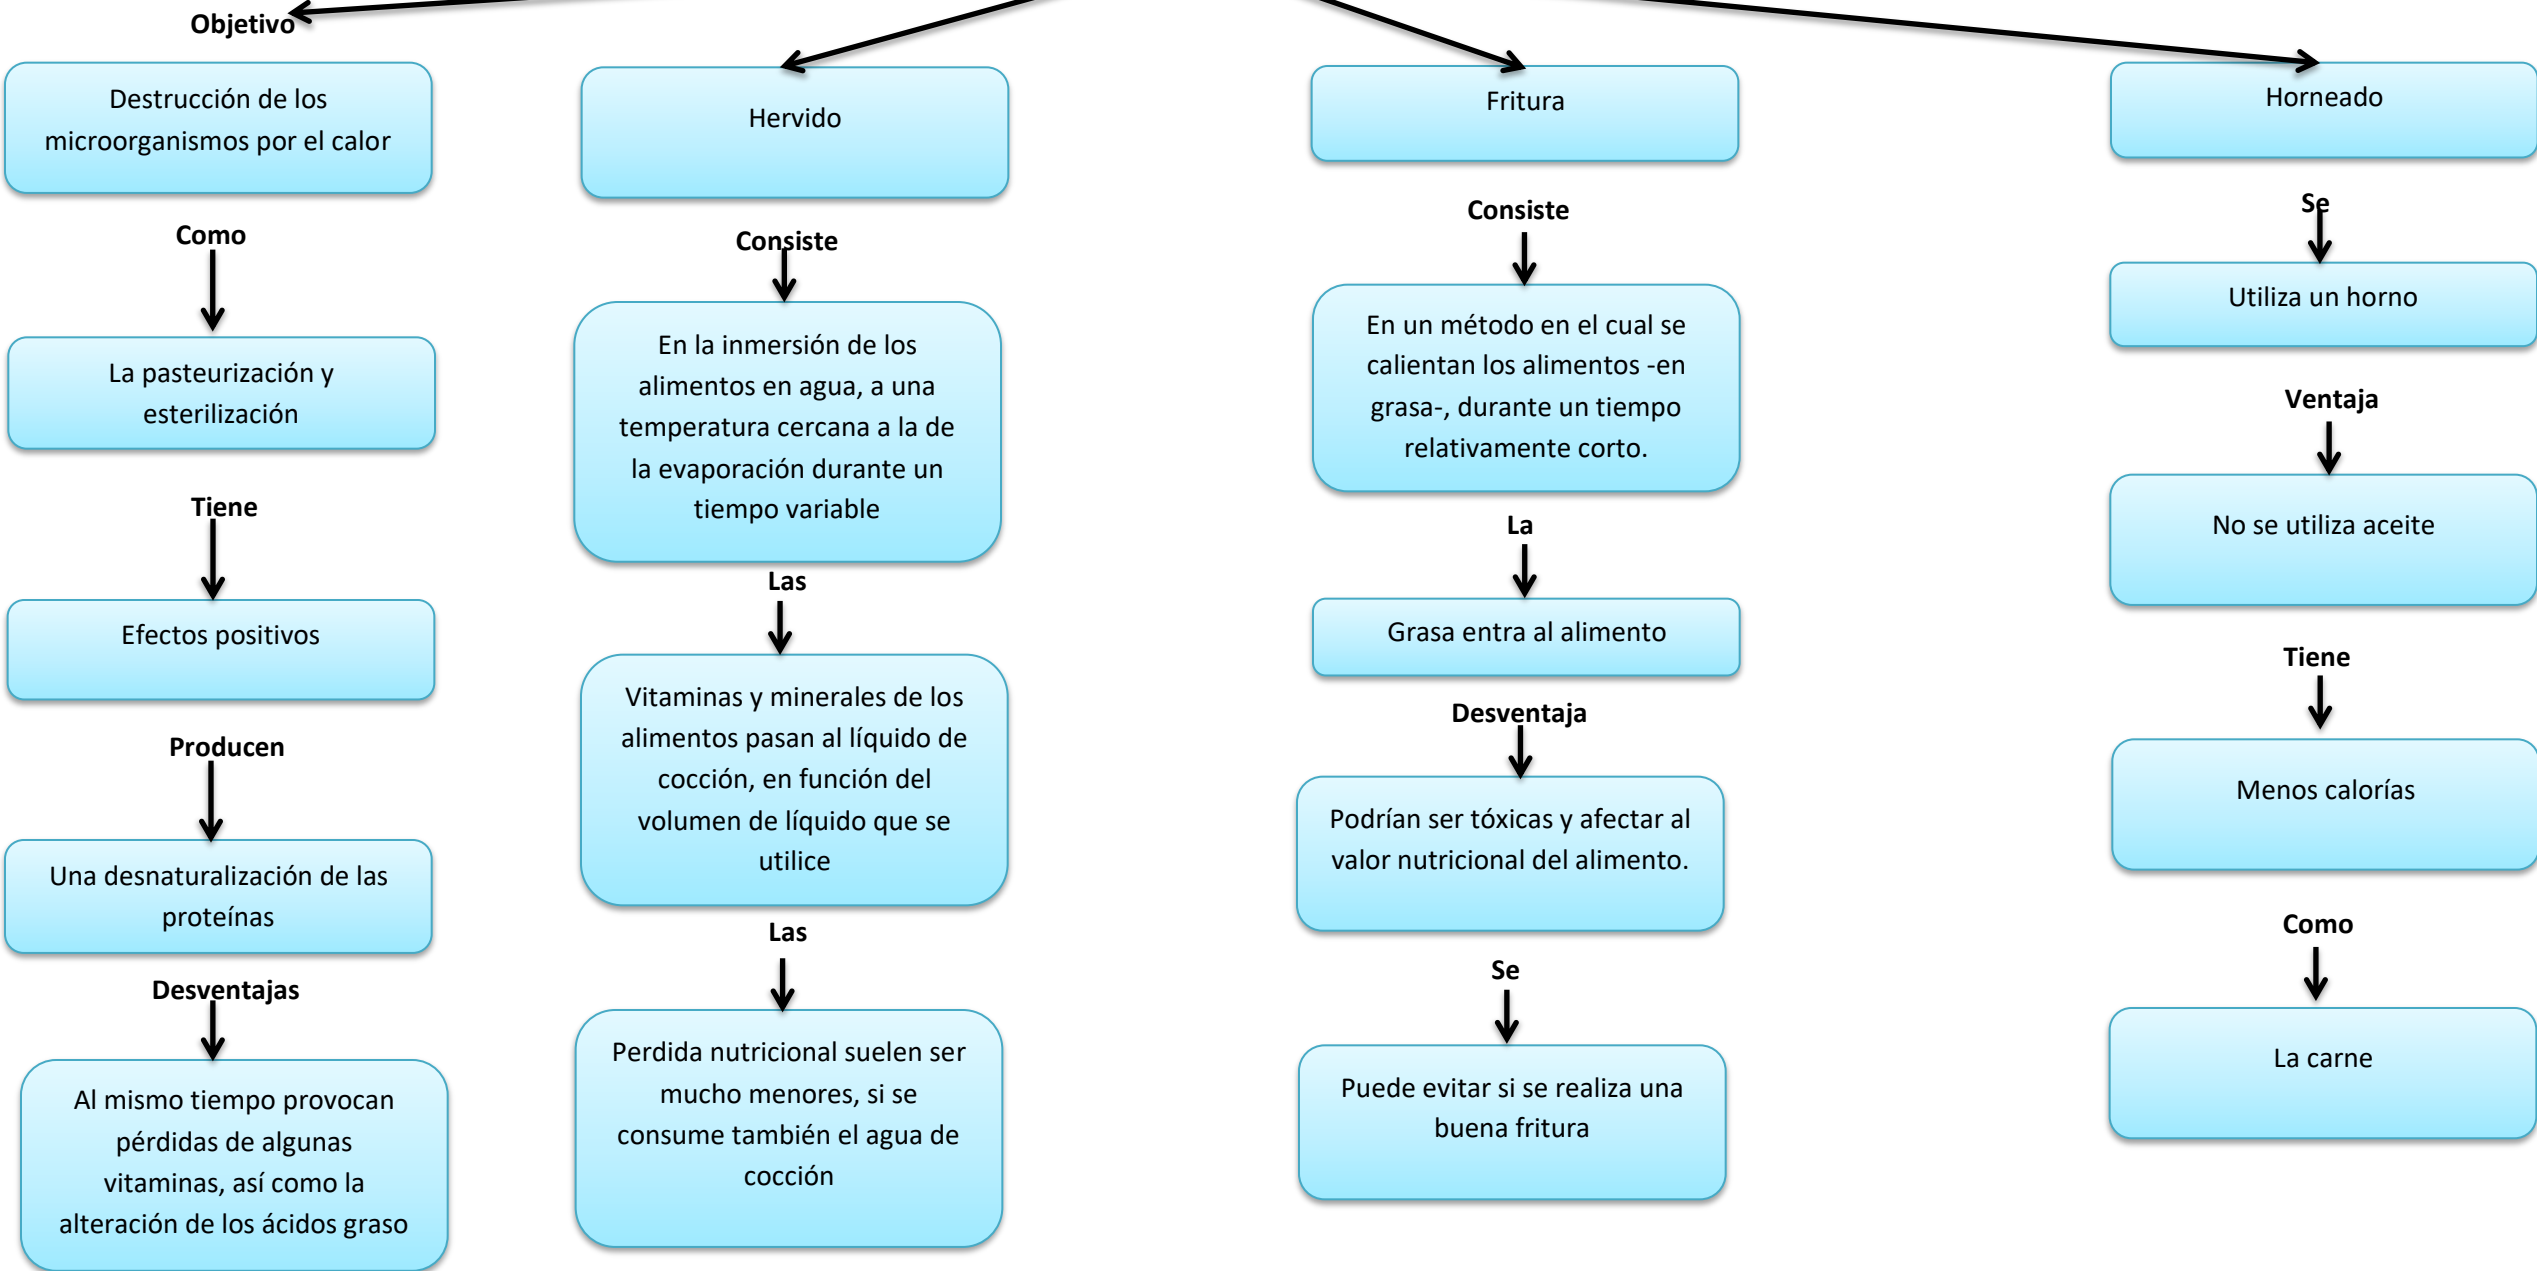 Objetivo
Destrucción de los
microorganismos por el calor
Como
La pasteurización y
esterilización
Tiene
Efectos positivos
Producen
Una desnaturalización de las
proteínas
Desventajas
Al mismo tiempo provocan
pérdidas de algunas
vitaminas, así como la
alteración de los ácidos graso
Hervido
Consiste
En la inmersión de los
alimentos en agua, a una
temperatura cercana a la de
la evaporación durante un
tiempo variable
Las
Vitaminas y minerales de los
alimentos pasan al líquido de
cocción, en función del
volumen de líquido que se
utilice
Las
Perdida nutricional suelen ser
mucho menores, si se
consume también el agua de
cocción
Fritura
Consiste
En un método en el cual se
calientan los alimentos -en
grasa-, durante un tiempo
relativamente corto.
La
Grasa entra al alimento
Desventaja
Podrían ser tóxicas y afectar al
valor nutricional del alimento.
Se
Puede evitar si se realiza una
buena fritura
Horneado
Se
Utiliza un horno
Ventaja
No se utiliza aceite
Tiene
Menos calorías
Como
La carne